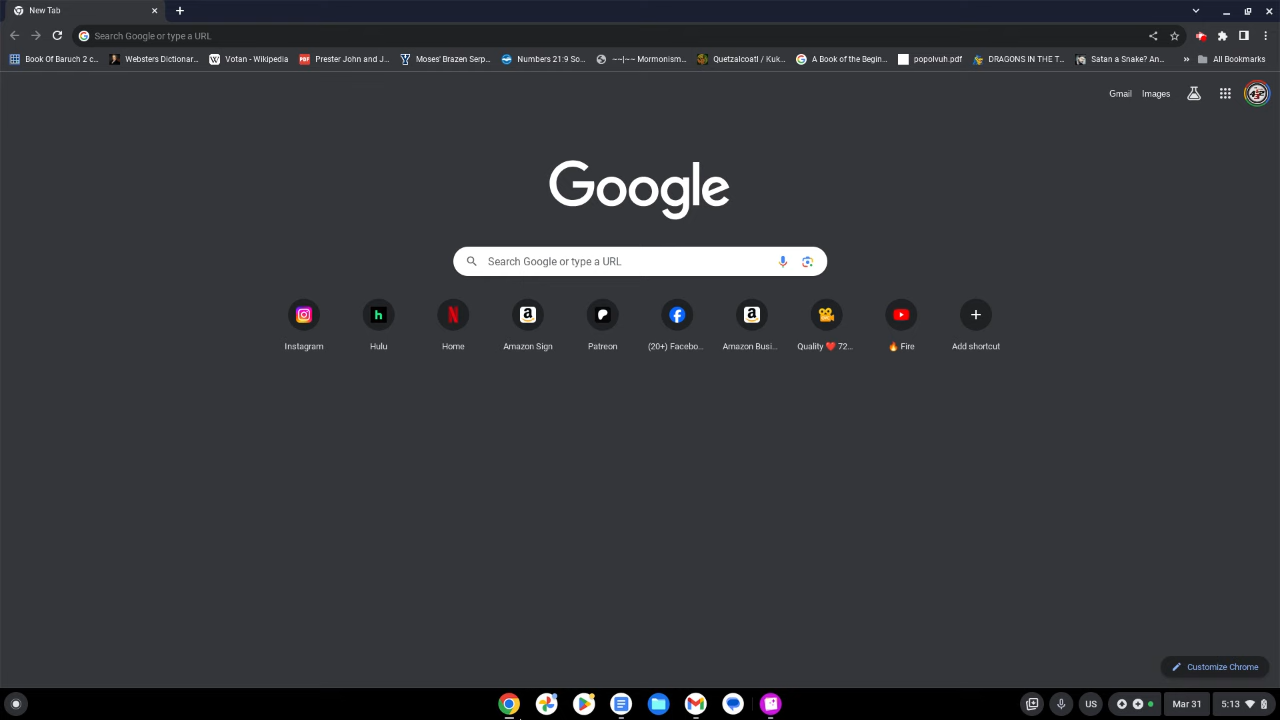 New Tab
Search Google or type a URL
Book Of Baruch 2 c...
Websters Dictionar...
Votan - Wikipedia
Prester John and J...
Moses' Brazen Serp...
Numbers 21:9 So...
~~|~~ Mormonism...
Quetzalcoatl / Kuk...
A Book of the Begin...
popolvuh.pdf
DRAGONS IN THE T...
Satan a Snake? An...
»
All Bookmarks
Gmail
Images
Google
Search Google or type a URL
Instagram
Hulu
Home
Amazon Sign
Patreon
(20+) Facebo...
Amazon Busi...
Quality ❤️ 72...
🔥 Fire
Add shortcut
Customize Chrome
US
Mar 31
5:13